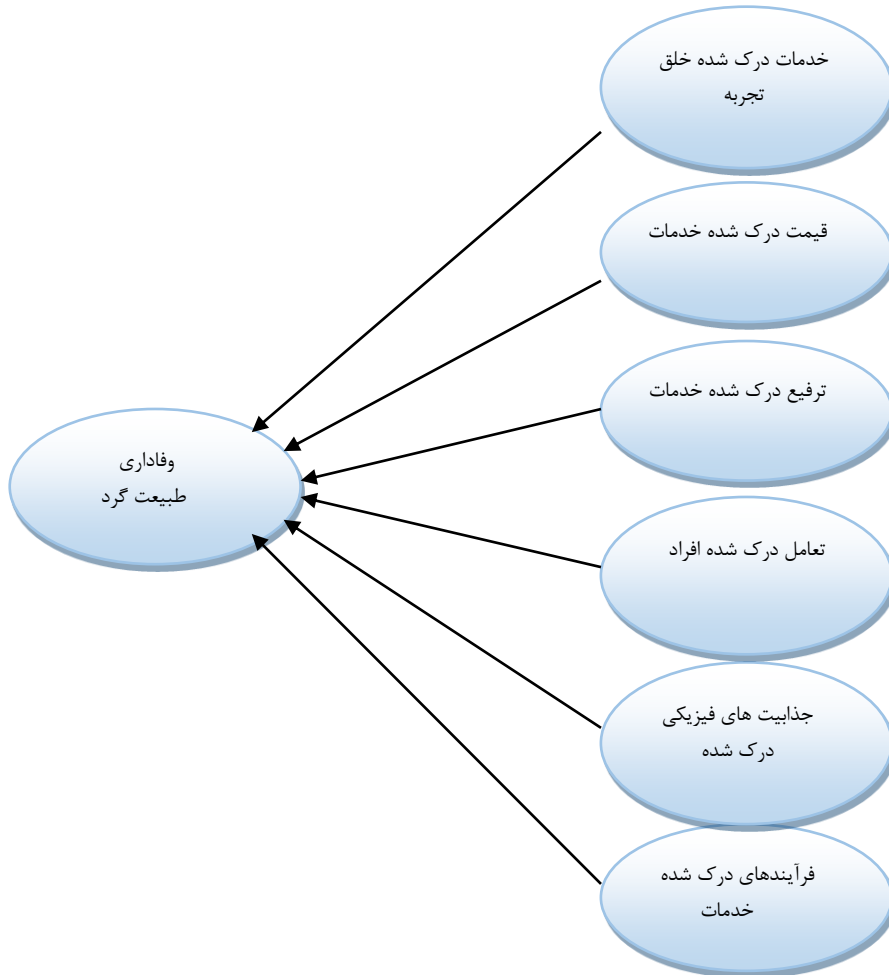 خدمات درک شده خلق
تجربه
قیمت درک شده خدمات
ترفیع درک شده خدمات
وفاداری
طبیعت گرد
تعامل درک شده افراد
جذابیت های فیزیکی
درک شده
فرآیندهای درک شده
خدمات